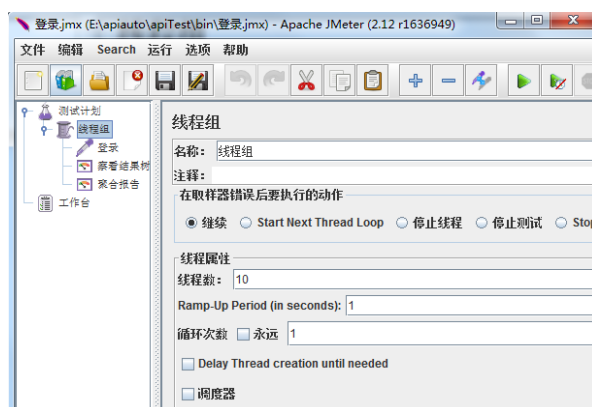 登录.jmx (E:\apiauto\apiTest\bin\登录.jmx) - Apache JMeter (2.12 r1636949)
文件 编辑 Search 运行 选项 帮助
测试计划
线程组
登录
察看结果树
聚合报告
工作台
线程组
名称： 线程组
注释：
在取样器错误后要执行的动作
继续 Start Next Thread Loop 停止线程 停止测试 Stop
线程属性
线程数： 10
Ramp-Up Period (in seconds): 1
循环次数 永远 1
Delay Thread creation until needed
调度器